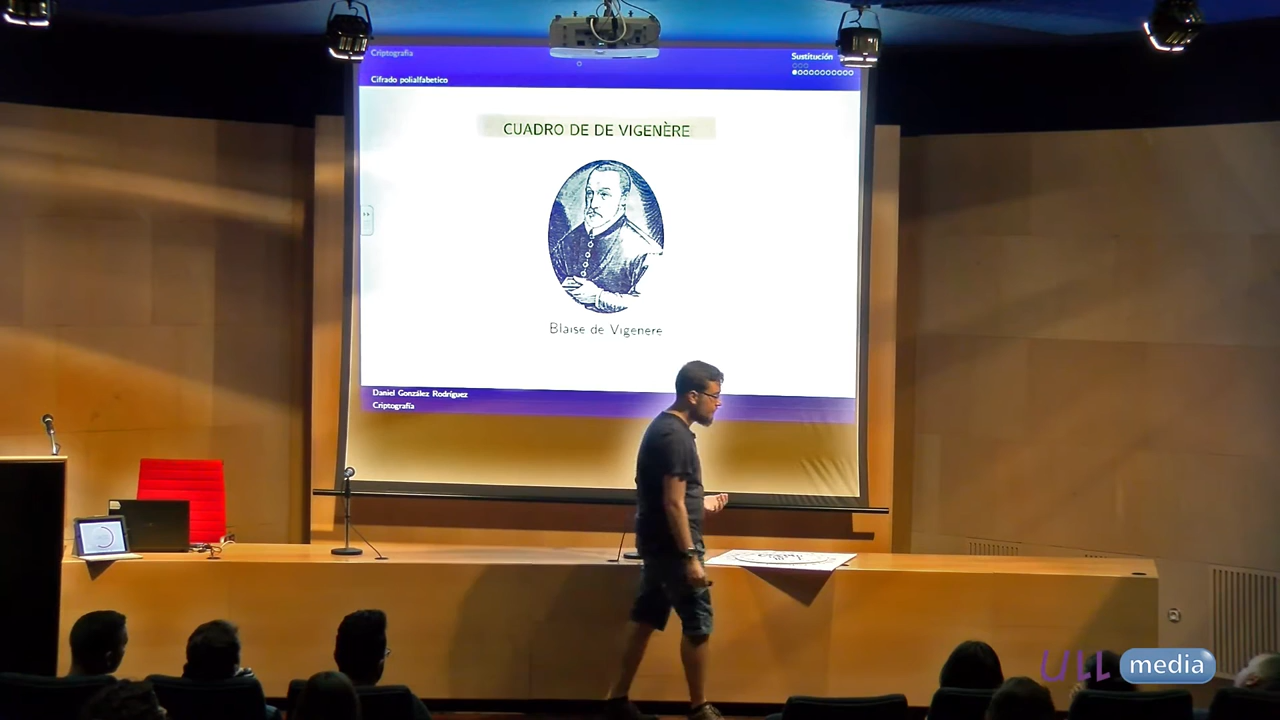 Criptografía
Sustitución
Cifrado polialfabetico
CUADRO DE DE VIGENÈRE
Blaise de Vigenere
Daniel González Rodríguez
Criptografía
ULL media